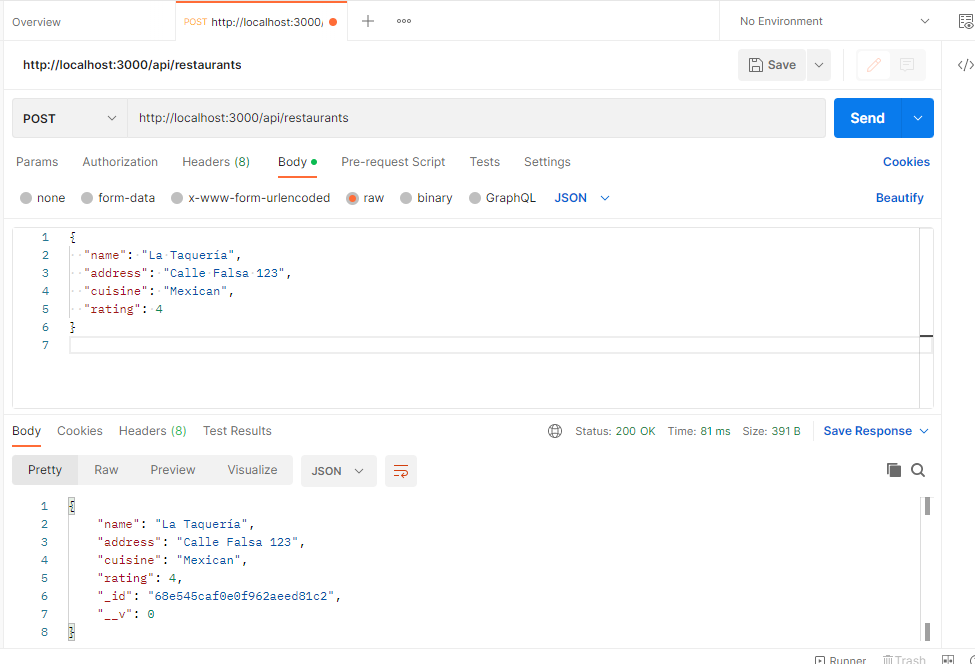 Overview
POST http://localhost:3000/
No Environment
http://localhost:3000/api/restaurants
Save
POST
http://localhost:3000/api/restaurants
Send
Params Authorization Headers (8) Body Pre-request Script Tests Settings Cookies
none form-data x-www-form-urlencoded raw binary GraphQL JSON Beautify
1 {
2 "name": "La Taquería",
3 "address": "Calle Falsa 123",
4 "cuisine": "Mexican",
5 "rating": 4
6 }
7
Body Cookies Headers (8) Test Results Status: 200 OK Time: 81 ms Size: 391 B Save Response
Pretty Raw Preview Visualize JSON
1 {
2 "name": "La Taquería",
3 "address": "Calle Falsa 123",
4 "cuisine": "Mexican",
5 "rating": 4,
6 "_id": "68e545caf0e0f962aeed81c2",
7 "__v": 0
8 }
Runner Trash